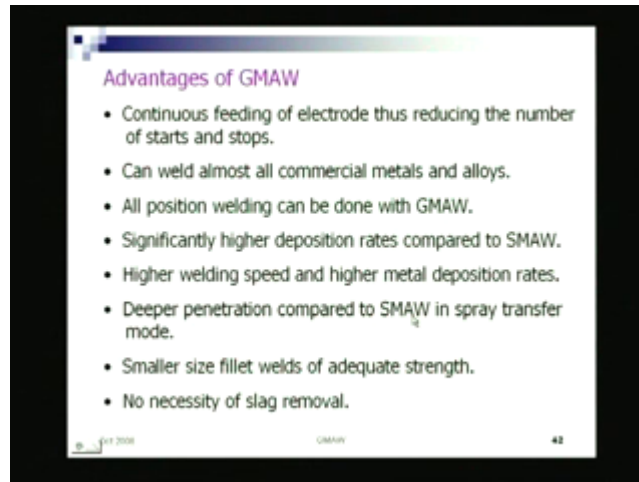 Advantages of GMAW
• Continuous feeding of electrode thus reducing the number
of starts and stops.
• Can weld almost all commercial metals and alloys.
• All position welding can be done with GMAW.
• Significantly higher deposition rates compared to SMAW.
• Higher welding speed and higher metal deposition rates.
• Deeper penetration compared to SMAW in spray transfer
mode.
• Smaller size fillet welds of adequate strength.
• No necessity of slag removal.
GMAW 42